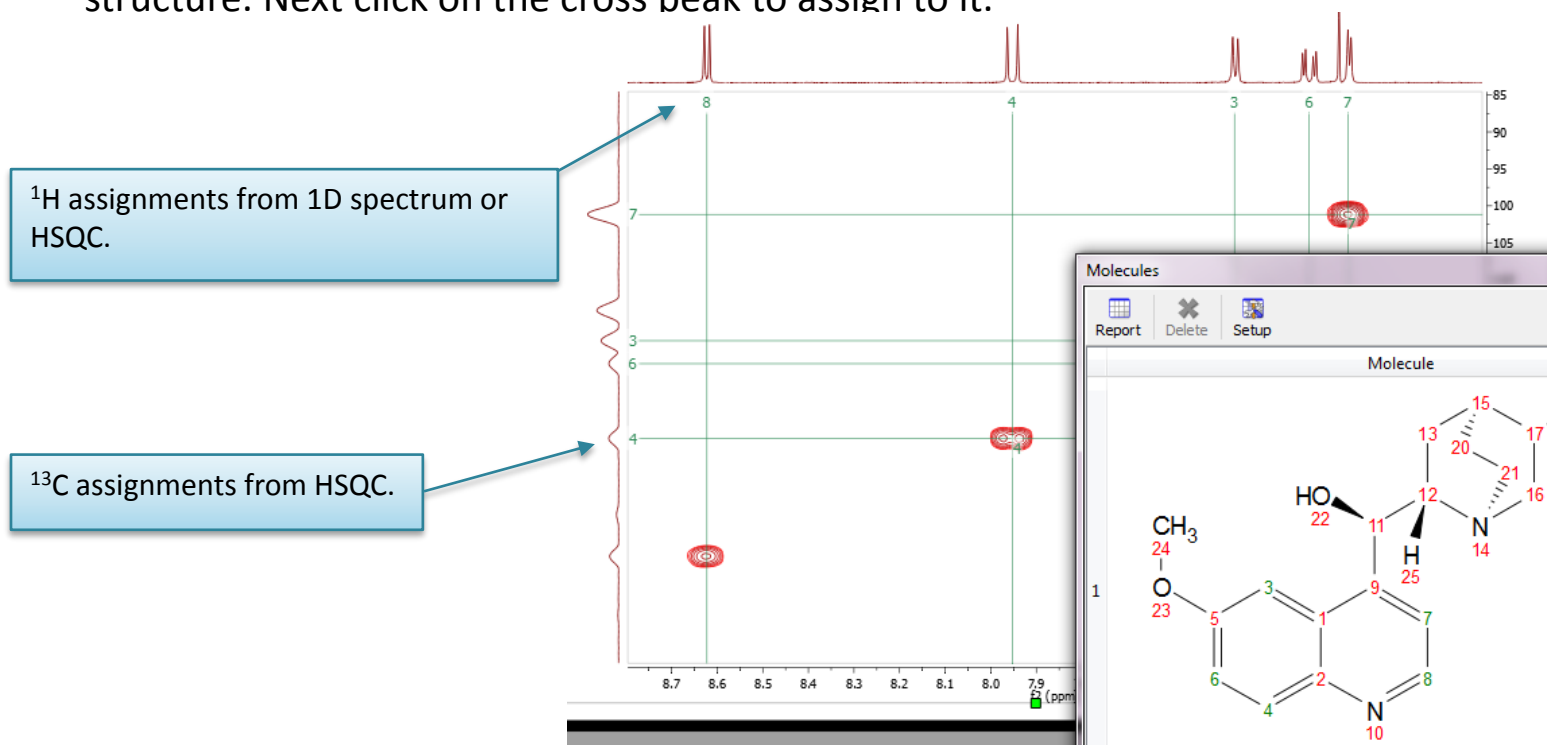 structure. Next click on the cross peak to assign to it.
8 4 3 6 7
85
90
95
100
105
¹H assignments from 1D spectrum or
HSQC.
7
7
3
6
4
4
¹³C assignments from HSQC.
8.7 8.6 8.5 8.4 8.3 8.2 8.1 8.0 7.9
f2 (ppm
Molecules
Report Delete Setup
Molecule
1
15
13 17
20
21
HO 12 16
22 11 N
CH₃ 14
24 H
25
O 3 9
23 5 1 7
6 2 8
4 N
10